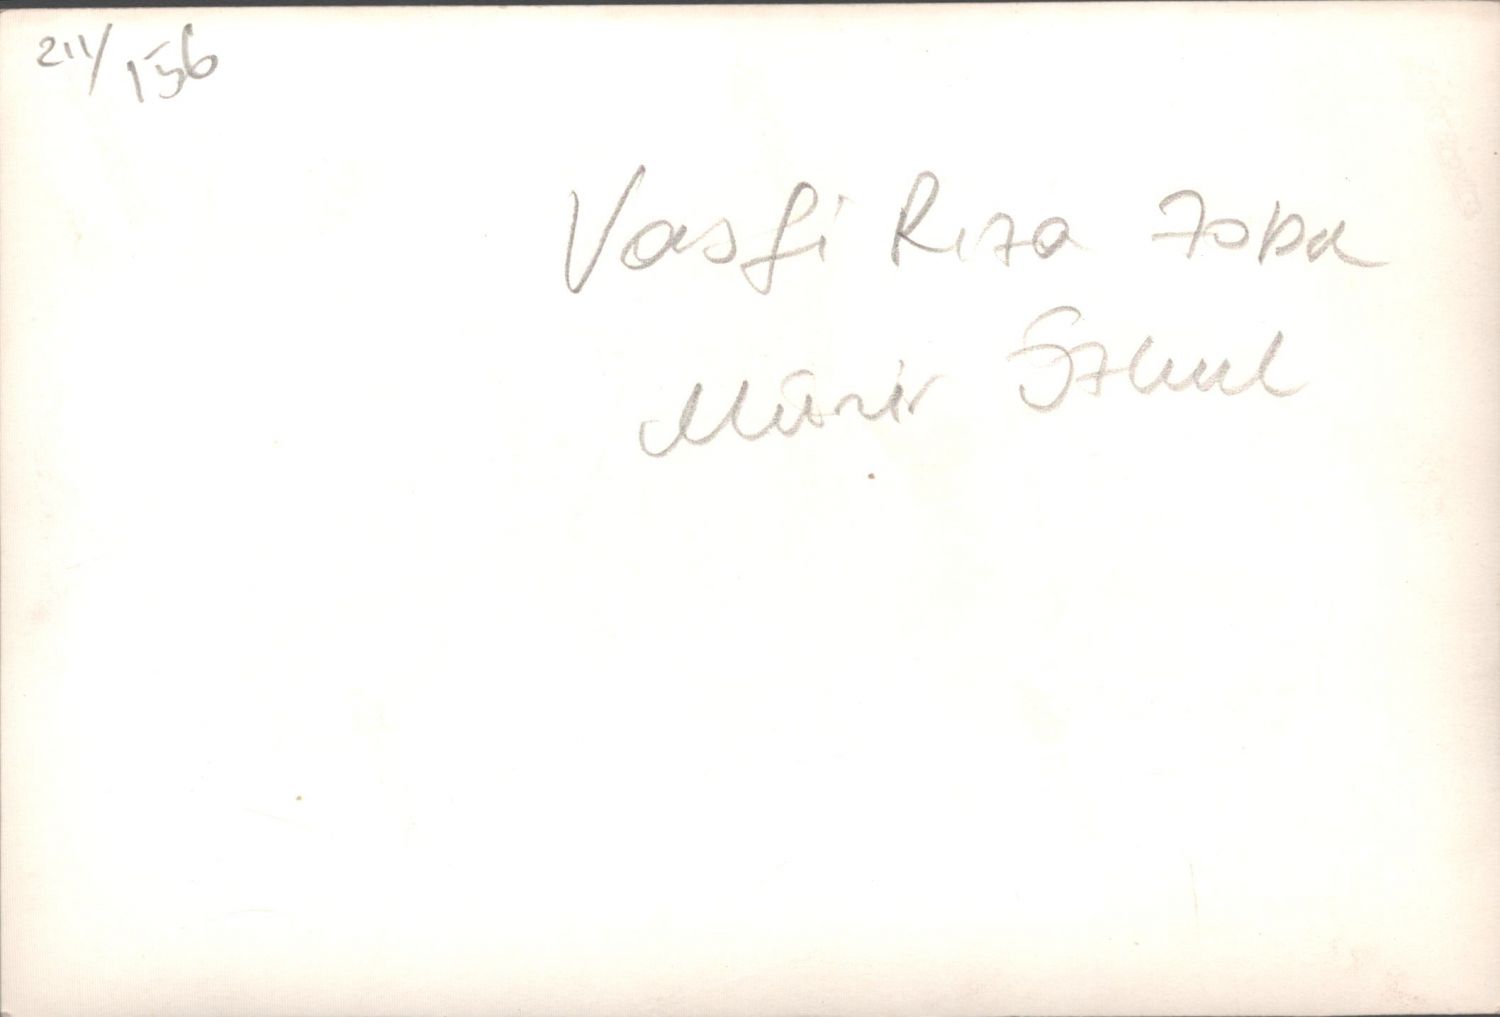 211/156
Vasfi Rıza Zobu
Münir Özkul